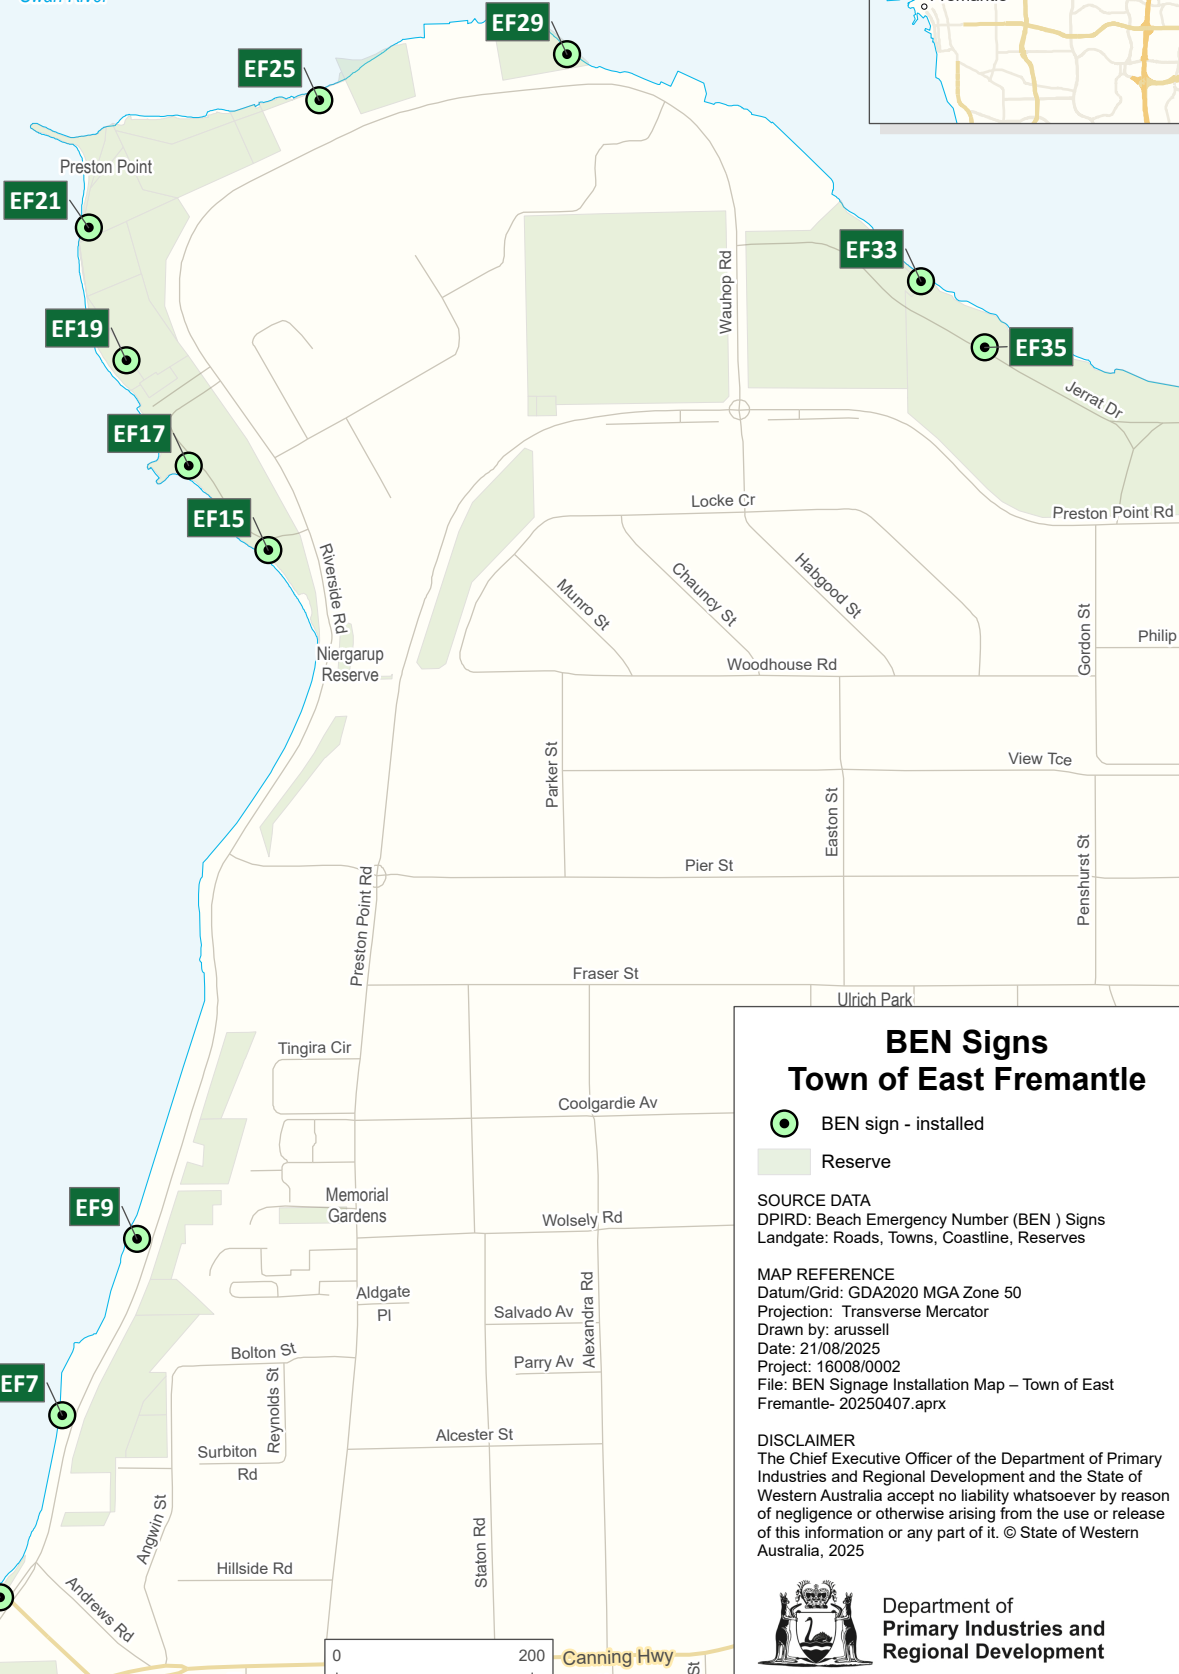 EF29
EF25
Preston Point
EF21
EF33
EF19
EF35
Wauhop Rd
Jerrat Dr
EF17
EF15
Locke Cr
Preston Point Rd
Riverside Rd
Munro St
Chauncy St
Habgood St
Gordon St
Philip
Niergarup
Reserve
Woodhouse Rd
View Tce
Parker St
Easton St
Penshurst St
Pier St
Preston Point Rd
Fraser St
Ulrich Park
Tingira Cir
Coolgardie Av
Memorial
Gardens
EF9
Wolsely Rd
Aldgate
Pl
Salvado Av
Alexandra Rd
Parry Av
Bolton St
Reynolds St
EF7
Alcester St
Surbiton
Rd
Angwin St
Staton Rd
Hillside Rd
Andrews Rd
0 200
Canning Hwy
St
BEN Signs
Town of East Fremantle
BEN sign - installed
Reserve
SOURCE DATA
DPIRD: Beach Emergency Number (BEN ) Signs
Landgate: Roads, Towns, Coastline, Reserves
MAP REFERENCE
Datum/Grid: GDA2020 MGA Zone 50
Projection: Transverse Mercator
Drawn by: arussell
Date: 21/08/2025
Project: 16008/0002
File: BEN Signage Installation Map – Town of East
Fremantle- 20250407.aprx
DISCLAIMER
The Chief Executive Officer of the Department of Primary
Industries and Regional Development and the State of
Western Australia accept no liability whatsoever by reason
of negligence or otherwise arising from the use or release
of this information or any part of it. © State of Western
Australia, 2025
Department of
Primary Industries and
Regional Development